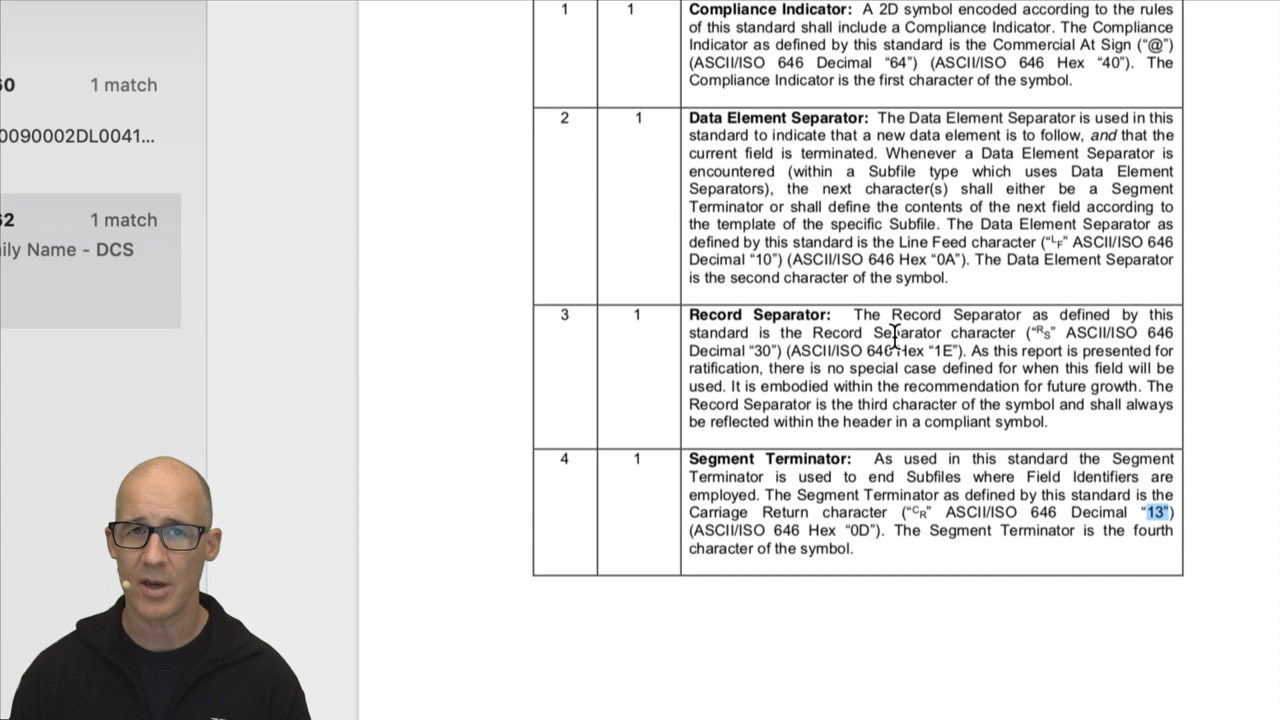 60 1 match
0090002DL0041...
62 1 match
ily Name - DCS
1 1 Compliance Indicator: A 2D symbol encoded according to the rules
of this standard shall include a Compliance Indicator. The Compliance
Indicator as defined by this standard is the Commercial At Sign (“@”)
(ASCII/ISO 646 Decimal “64”) (ASCII/ISO 646 Hex “40”). The
Compliance Indicator is the first character of the symbol.
2 1 Data Element Separator: The Data Element Separator is used in this
standard to indicate that a new data element is to follow, and that the
current field is terminated. Whenever a Data Element Separator is
encountered (within a Subfile type which uses Data Element
Separators), the next character(s) shall either be a Segment
Terminator or shall define the contents of the next field according to
the template of the specific Subfile. The Data Element Separator as
defined by this standard is the Line Feed character (“LF” ASCII/ISO 646
Decimal “10”) (ASCII/ISO 646 Hex “0A”). The Data Element Separator
is the second character of the symbol.
3 1 Record Separator: The Record Separator as defined by this
standard is the Record Separator character (“RS” ASCII/ISO 646
Decimal “30”) (ASCII/ISO 646 Hex “1E”). As this report is presented for
ratification, there is no special case defined for when this field will be
used. It is embodied within the recommendation for future growth. The
Record Separator is the third character of the symbol and shall always
be reflected within the header in a compliant symbol.
4 1 Segment Terminator: As used in this standard the Segment
Terminator is used to end Subfiles where Field Identifiers are
employed. The Segment Terminator as defined by this standard is the
Carriage Return character (“CR” ASCII/ISO 646 Decimal “13”)
(ASCII/ISO 646 Hex “0D”). The Segment Terminator is the fourth
character of the symbol.